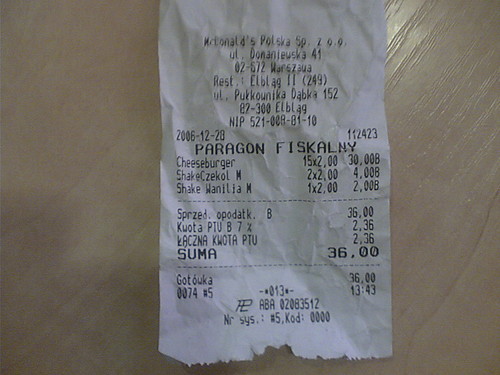 McDonald's Polska Sp. z o.o.
ul. Domaniewska 41
02-672 Warszawa
Rest.: Elbląg II (249)
ul. Pułkownika Dąbka 152
82-300 Elbląg
NIP 521-008-81-10
2006-12-28 112423
PARAGON FISKALNY
Cheeseburger 15x2,00 30,00B
ShakeCzekol M 2x2,00 4,00B
Shake Wanilia M 1x2,00 2,00B
Sprzed. opodatk. B 36,00
Kwota PTU B 7 % 2,36
ŁĄCZNA KWOTA PTU 2,36
SUMA 36,00
Gotówka 36,00
0074 #5 -*013*- 13:43
ABA 02083512
Nr sys.: #5,Kod: 0000